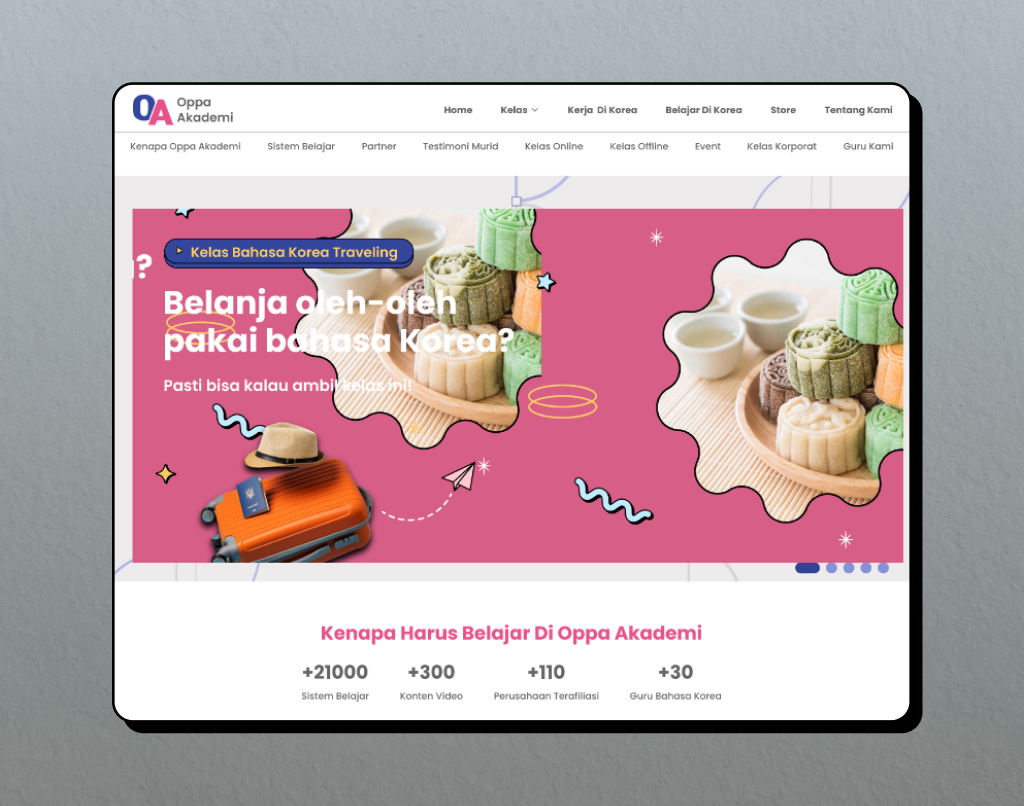 OA
Oppa
Akademi
Home Kelas Kerja Di Korea Belajar Di Korea Store Tentang Kami
Kenapa Oppa Akademi Sistem Belajar Partner Testimoni Murid Kelas Online Kelas Offline Event Kelas Korporat Guru Kami
Kelas Bahasa Korea Traveling
?
Belanja oleh-oleh
pakai bahasa Korea?
Pasti bisa kalau ambil kelas ini!
Kenapa Harus Belajar Di Oppa Akademi
+21000 +300 +110 +30
Sistem Belajar Konten Video Perusahaan Terafiliasi Guru Bahasa Korea